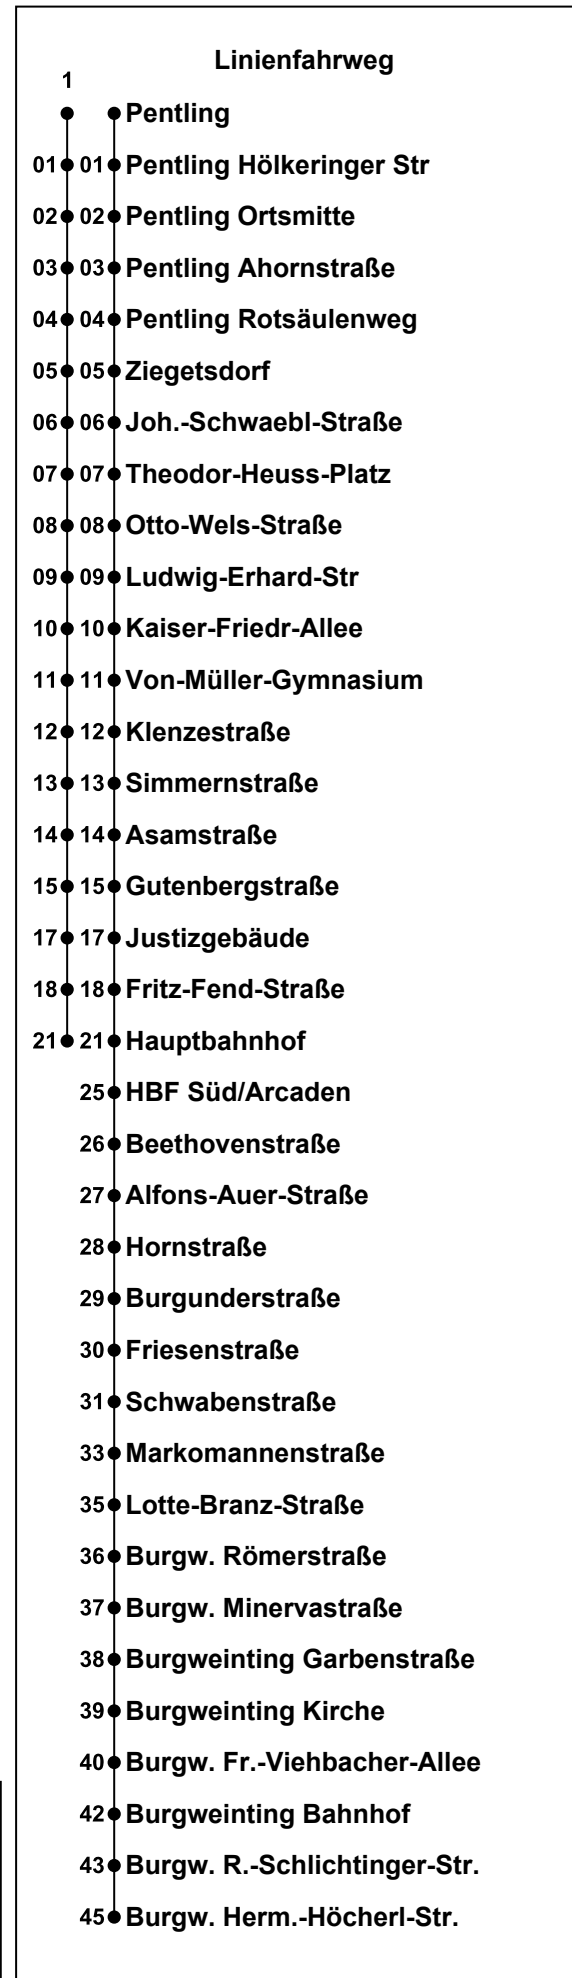 Linienfahrweg
1
Pentling
01 01 Pentling Hölkeringer Str
02 02 Pentling Ortsmitte
03 03 Pentling Ahornstraße
04 04 Pentling Rotsäulenweg
05 05 Ziegetsdorf
06 06 Joh.-Schwaebl-Straße
07 07 Theodor-Heuss-Platz
08 08 Otto-Wels-Straße
09 09 Ludwig-Erhard-Str
10 10 Kaiser-Friedr-Allee
11 11 Von-Müller-Gymnasium
12 12 Klenzestraße
13 13 Simmernstraße
14 14 Asamstraße
15 15 Gutenbergstraße
17 17 Justizgebäude
18 18 Fritz-Fend-Straße
21 21 Hauptbahnhof
25 HBF Süd/Arcaden
26 Beethovenstraße
27 Alfons-Auer-Straße
28 Hornstraße
29 Burgunderstraße
30 Friesenstraße
31 Schwabenstraße
33 Markomannenstraße
35 Lotte-Branz-Straße
36 Burgw. Römerstraße
37 Burgw. Minervastraße
38 Burgweinting Garbenstraße
39 Burgweinting Kirche
40 Burgw. Fr.-Viehbacher-Allee
42 Burgweinting Bahnhof
43 Burgw. R.-Schlichtinger-Str.
45 Burgw. Herm.-Höcherl-Str.